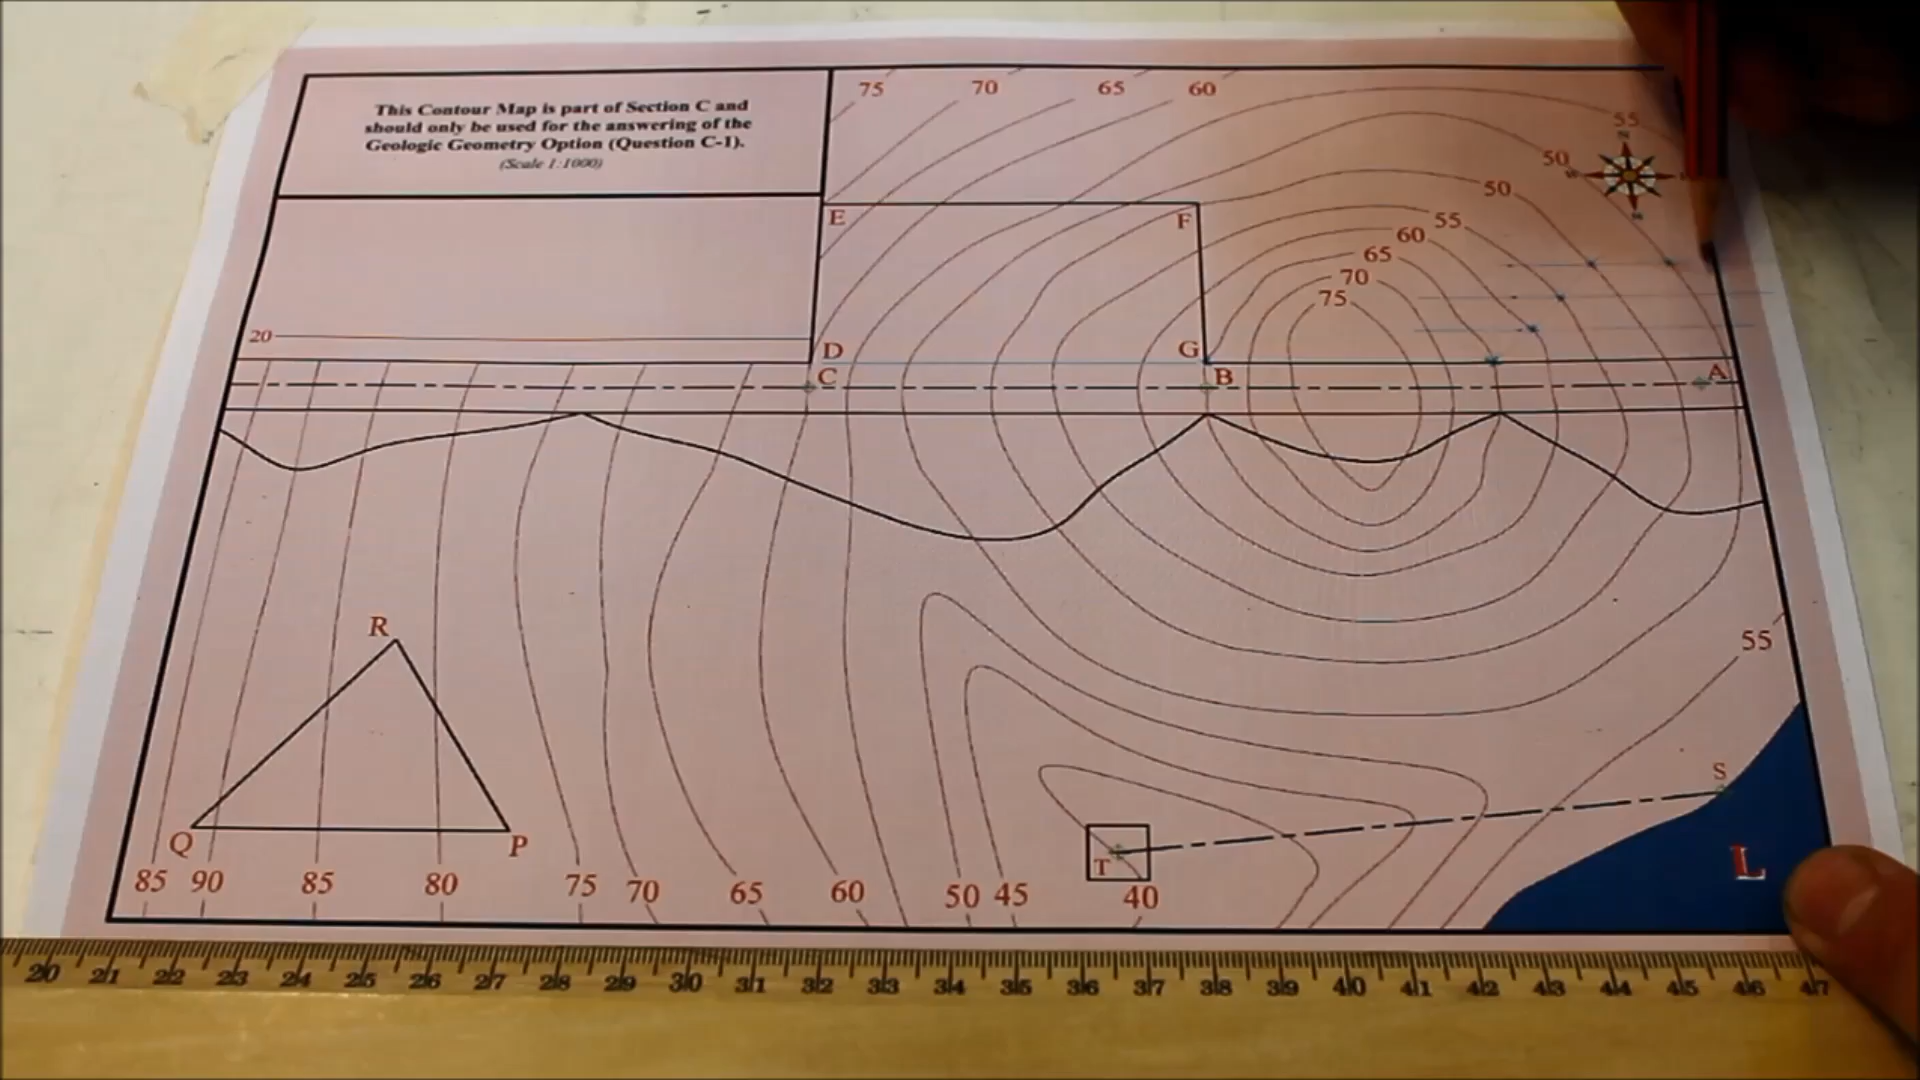 This Contour Map is part of Section C and
should only be used for the answering of the
Geologic Geometry Option (Question C-1).
(Scale 1:1000)
75 70 65 60
55
N
50
W
50
55
60
65
70
75
E F
20
D G
C B A
R
55
S
Q P
T
L
85 90 85 80 75 70 65 60 50 45 40
20 21 22 23 24 25 26 27 28 29 30 31 32 33 34 35 36 37 38 39 40 41 42 43 44 45 46 47